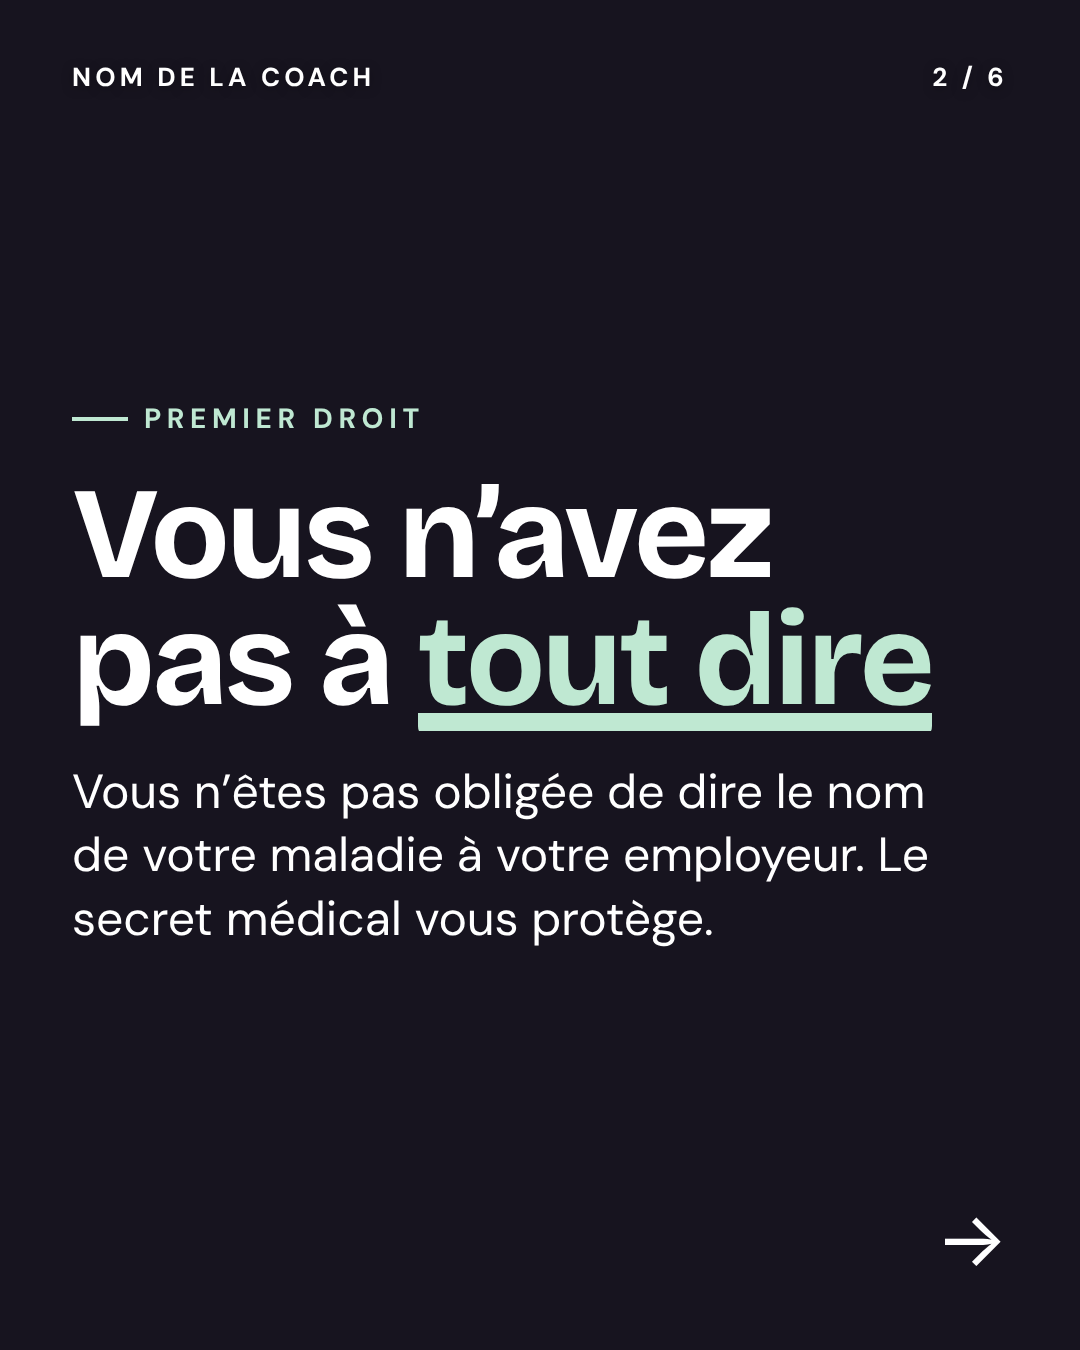 NOM DE LA COACH
2 / 6
PREMIER DROIT
Vous n’avez
pas à tout dire
Vous n’êtes pas obligée de dire le nom
de votre maladie à votre employeur. Le
secret médical vous protège.